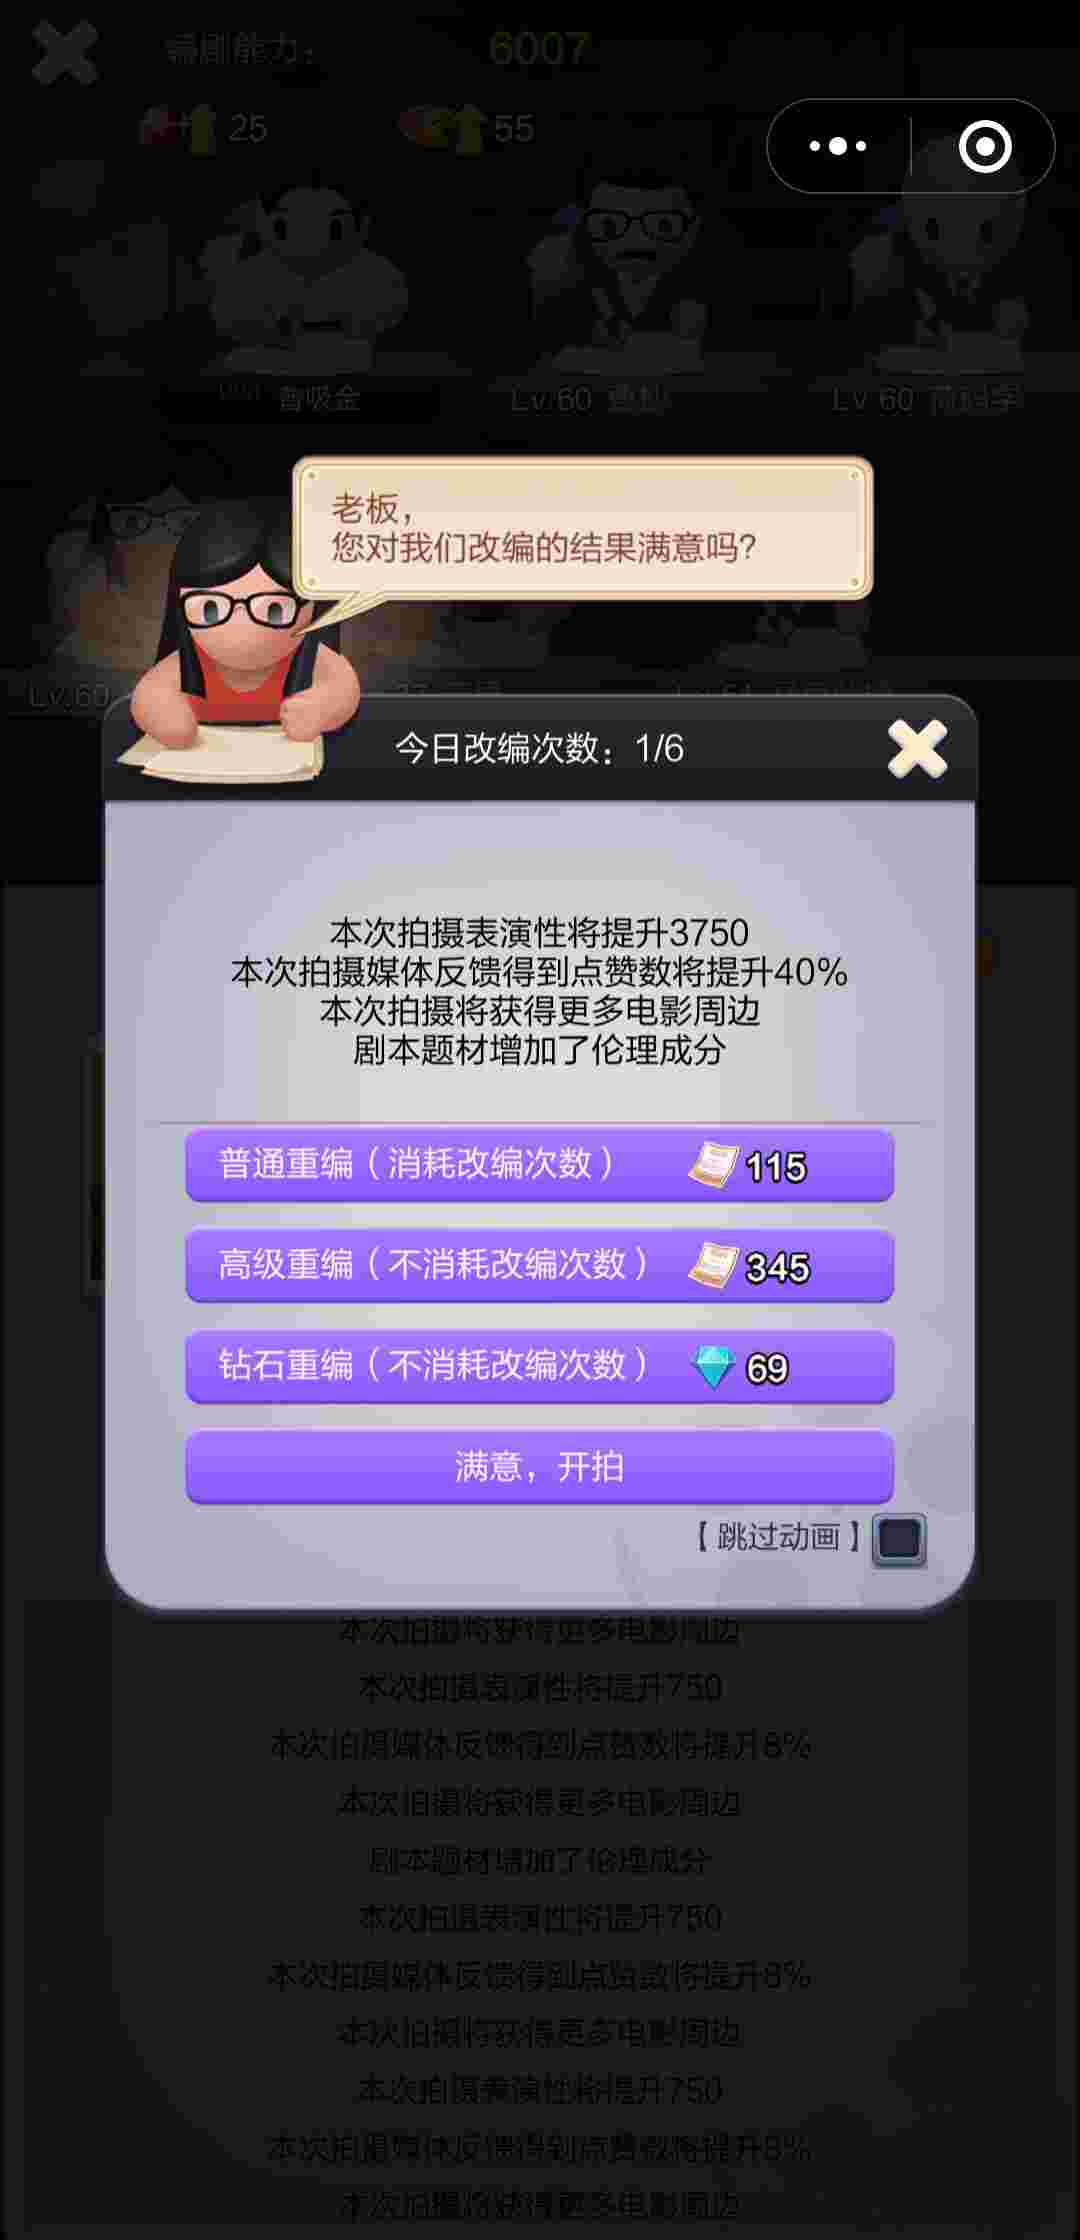 编剧能力：
6007
25
55
曾吸金
Lv.60
Lv.60
老板，
您对我们改编的结果满意吗？
Lv.60
今日改编次数：1/6
本次拍摄表演性将提升3750
本次拍摄媒体反馈得到点赞数将提升40%
本次拍摄将获得更多电影周边
剧本题材增加了伦理成分
普通重编（消耗改编次数） 115
高级重编（不消耗改编次数） 345
钻石重编（不消耗改编次数） 69
满意，开拍
【跳过动画】
本次拍摄将获得更多电影周边
本次拍摄表演性将提升750
本次拍摄媒体反馈得到点赞数将提升8%
本次拍摄将获得更多电影周边
剧本题材增加了伦理成分
本次拍摄表演性将提升750
本次拍摄媒体反馈得到点赞数将提升8%
本次拍摄将获得更多电影周边
本次拍摄表演性将提升750
本次拍摄媒体反馈得到点赞数将提升8%
本次拍摄将获得更多电影周边